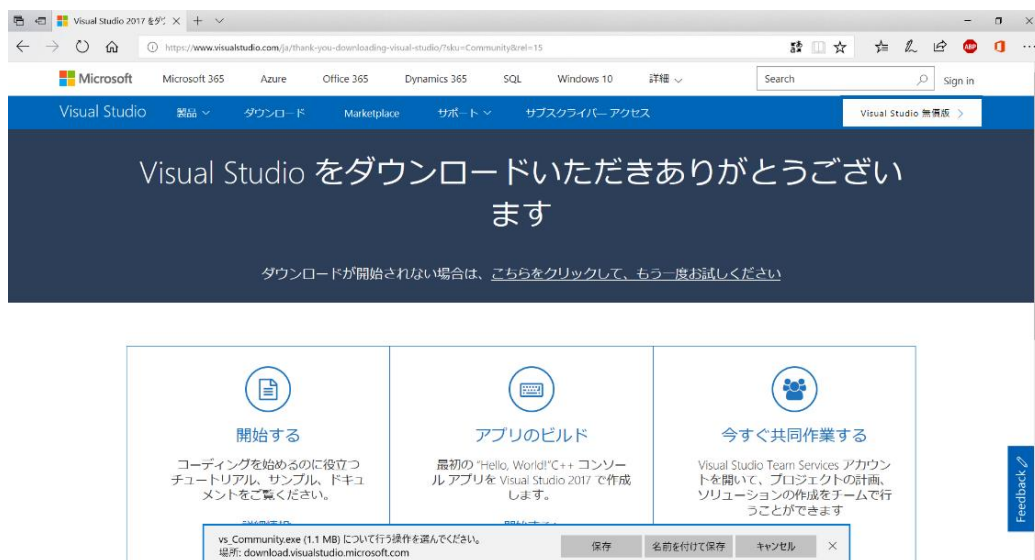 Visual Studio 2017 をダウ
https://www.visualstudio.com/ja/thank-you-downloading-visual-studio/?sku=Community&rel=15
ABP
Microsoft Microsoft 365 Azure Office 365 Dynamics 365 SQL Windows 10 詳細 Search Sign in
Visual Studio 製品 ダウンロード Marketplace サポート サブスクライバー アクセス Visual Studio 無償版
Visual Studio をダウンロードいただきありがとうござい
ます
ダウンロードが開始されない場合は、こちらをクリックして、もう一度お試しください
開始する
コーディングを始めるのに役立つ
チュートリアル、サンプル、ドキュ
メントをご覧ください。
アプリのビルド
最初の "Hello, World!"C++ コンソー
ル アプリを Visual Studio 2017 で作成
します。
今すぐ共同作業する
Visual Studio Team Services アカウン
トを開いて、プロジェクトの計画、
ソリューションの作成をチームで行
うことができます
Feedback
vs_Community.exe (1.1 MB) について行う操作を選んでください。
場所: download.visualstudio.microsoft.com
保存 名前を付けて保存 キャンセル